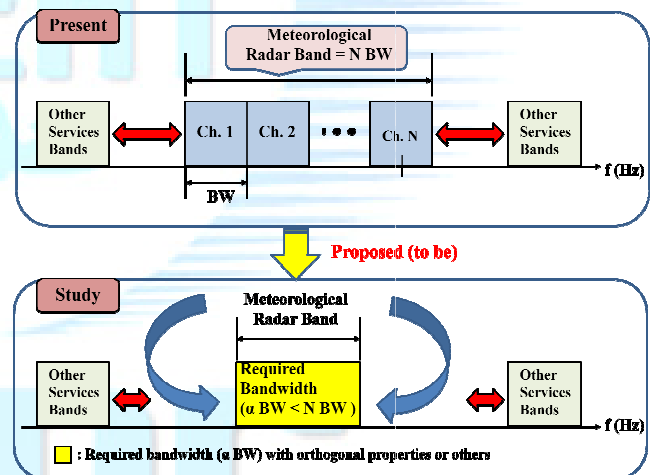 Present
Meteorological
Radar Band = N BW
Other
Services
Bands
Ch. 1
Ch. 2
Ch. N
Other
Services
Bands
f (Hz)
BW
Proposed (to be)
Study
Meteorological
Radar Band
Other
Services
Bands
Required
Bandwidth
(α BW < N BW )
Other
Services
Bands
f (Hz)
: Required bandwidth (α BW) with orthogonal properties or others